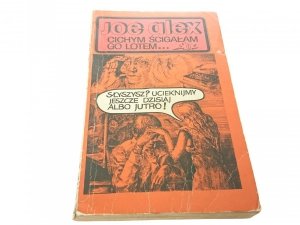 Joe alex
CICHYM ŚCIGAŁAM
GO LOTEM...
SŁYSZYSZ? UCIEKNIJMY
JESZCZE DZISIAJ
ALBO JUTRO!